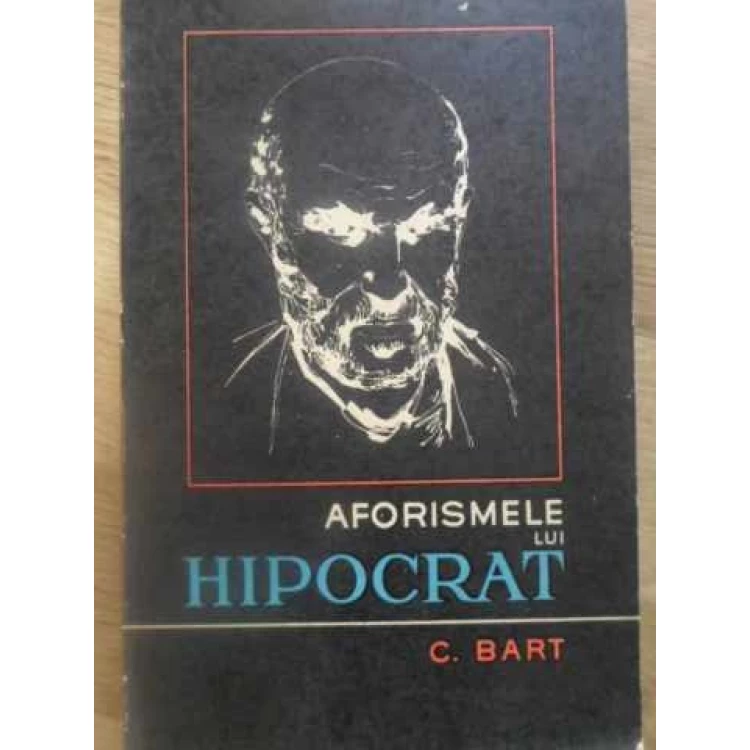 AFORISMELE
LUI
HIPOCRAT
C. BART